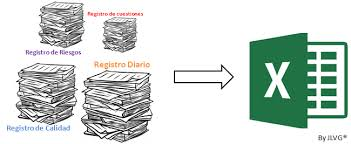 Registro de cuestiones
Registro de Riesgos
Registro Diario
Registro de Calidad
X
By JLVG®